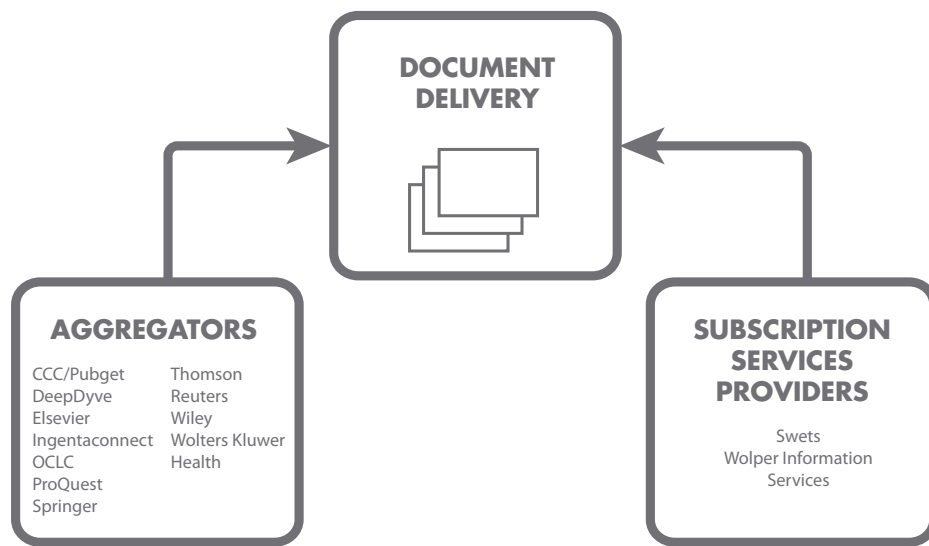 DOCUMENT
DELIVERY
AGGREGATORS
CCC/Pubget
DeepDyve
Elsevier
Ingentaconnect
OCLC
ProQuest
Springer
Thomson
Reuters
Wiley
Wolters Kluwer
Health
SUBSCRIPTION
SERVICES
PROVIDERS
Swets
Wolper Information
Services